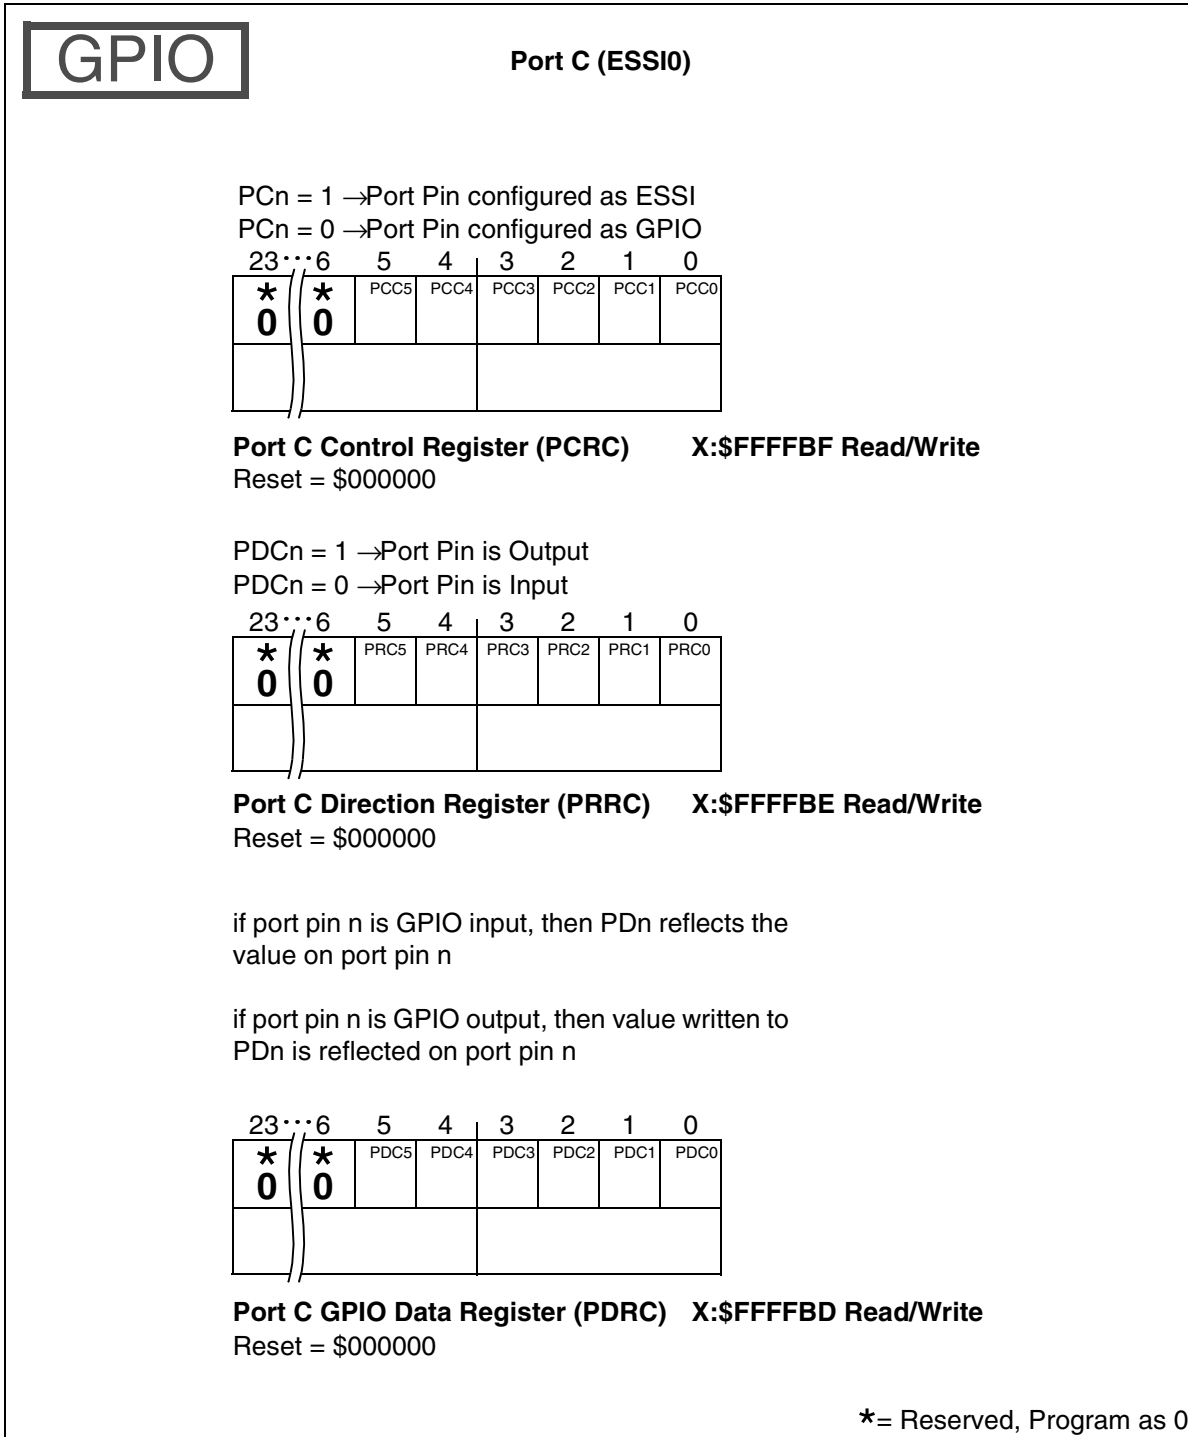 GPIO
Port C (ESSI0)
PCn = 1 →Port Pin configured as ESSI
PCn = 0 →Port Pin configured as GPIO
23 ··· 6 5 4 3 2 1 0
* * PCC5 PCC4 PCC3 PCC2 PCC1 PCC0
0 0
Port C Control Register (PCRC) X:$FFFFBF Read/Write
Reset = $000000
PDCn = 1 →Port Pin is Output
PDCn = 0 →Port Pin is Input
23 ··· 6 5 4 3 2 1 0
* * PRC5 PRC4 PRC3 PRC2 PRC1 PRC0
0 0
Port C Direction Register (PRRC) X:$FFFFBE Read/Write
Reset = $000000
if port pin n is GPIO input, then PDn reflects the
value on port pin n
if port pin n is GPIO output, then value written to
PDn is reflected on port pin n
23 ··· 6 5 4 3 2 1 0
* * PDC5 PDC4 PDC3 PDC2 PDC1 PDC0
0 0
Port C GPIO Data Register (PDRC) X:$FFFFBD Read/Write
Reset = $000000
*= Reserved, Program as 0